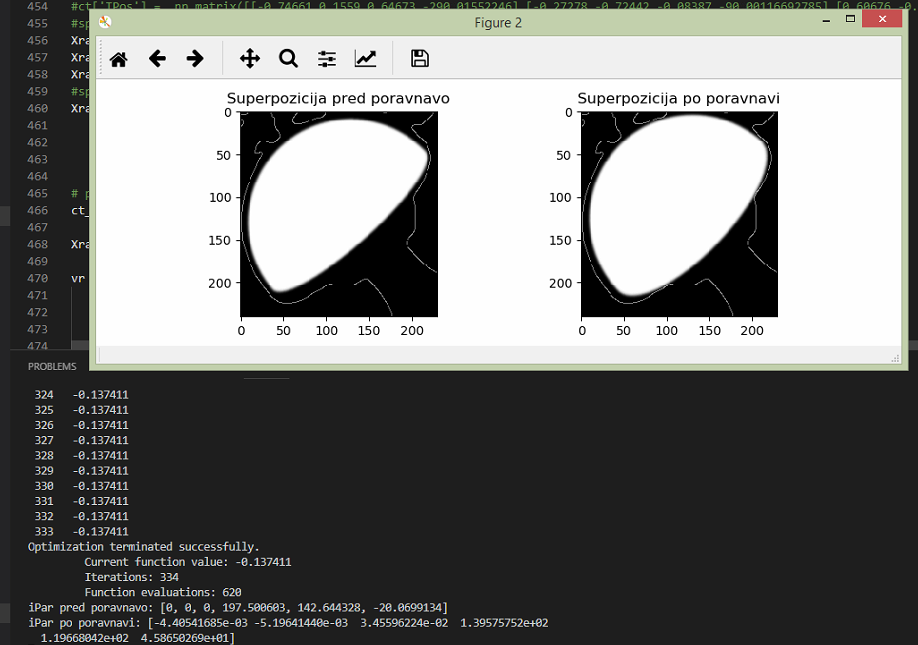 454 #ct['TPos'] = np.matrix([[-0.74661,0.1559,0.64673,-290.01552246],[-0.27278,-0.72442,-0.08387,-90.00116692785],[0.60676,-0.
455 #sp
456 Xra
457 Xra
458 Xra
459 #sp
460 Xra
461
462
463
464
465 # p
466 ct_
467
468 Xra
469
470 vr
471
472
473
474
Figure 2
Superpozicija pred poravnavo
Superpozicija po poravnavi
0
50
100
150
200
0 50 100 150 200
0
50
100
150
200
0 50 100 150 200
PROBLEMS
324 -0.137411
325 -0.137411
326 -0.137411
327 -0.137411
328 -0.137411
329 -0.137411
330 -0.137411
331 -0.137411
332 -0.137411
333 -0.137411
Optimization terminated successfully.
Current function value: -0.137411
Iterations: 334
Function evaluations: 620
iPar pred poravnavo: [0, 0, 0, 197.500603, 142.644328, -20.0699134]
iPar po poravnavi: [-4.40541685e-03 -5.19641440e-03 3.45596224e-02 1.39575752e+02
1.19668042e+02 4.58650269e+01]